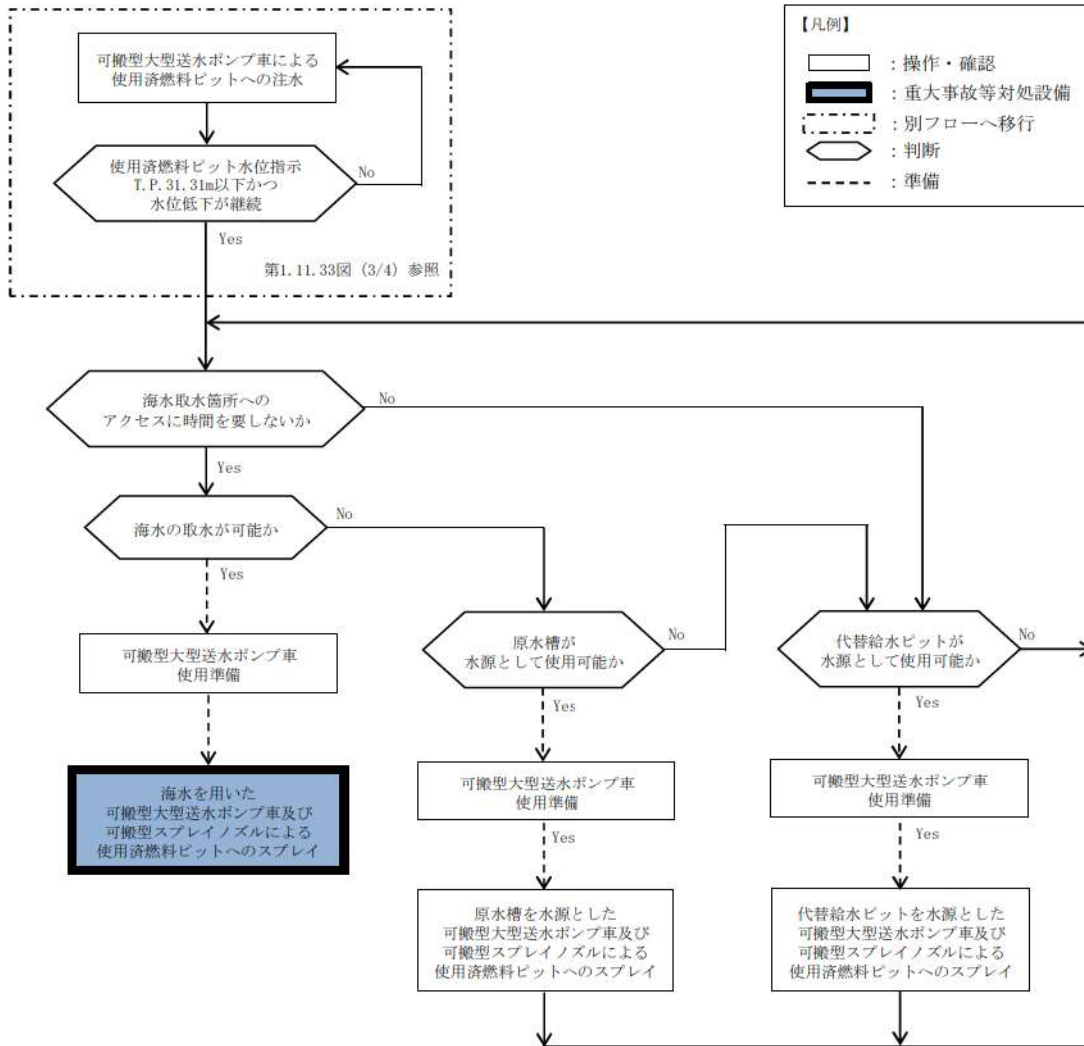 可搬型大型送水ポンプ車による
使用済燃料ピットへの注水
使用済燃料ピット水位指示
T.P.31.31m以下かつ
水位低下が継続
No
Yes
第1.11.33図 (3/4) 参照
【凡例】
：操作・確認
：重大事故等対処設備
：別フローへ移行
：判断
：準備
海水取水箇所への
アクセスに時間を要しないか
No
Yes
海水の取水が可能か
No
Yes
可搬型大型送水ポンプ車
使用準備
海水を用いた
可搬型大型送水ポンプ車及び
可搬型スプレイノズルによる
使用済燃料ピットへのスプレイ
原水槽が
水源として使用可能か
No
Yes
可搬型大型送水ポンプ車
使用準備
Yes
原水槽を水源とした
可搬型大型送水ポンプ車及び
可搬型スプレイノズルによる
使用済燃料ピットへのスプレイ
代替給水ピットが
水源として使用可能か
No
Yes
可搬型大型送水ポンプ車
使用準備
Yes
代替給水ピットを水源とした
可搬型大型送水ポンプ車及び
可搬型スプレイノズルによる
使用済燃料ピットへのスプレイ